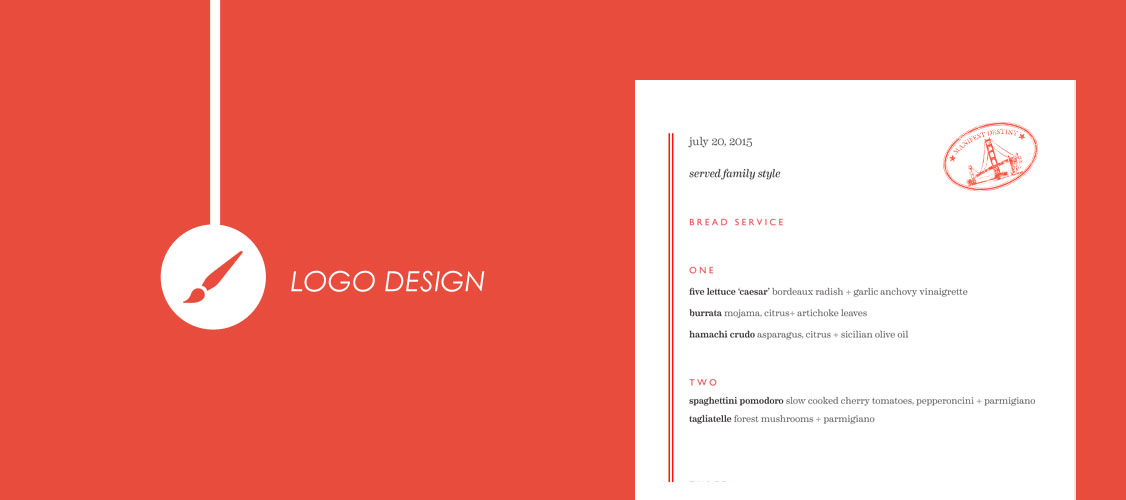 LOGO DESIGN
july 20, 2015
MANIFEST DESTINY
served family style
BREAD SERVICE
ONE
five lettuce 'caesar' bordeaux radish + garlic anchovy vinaigrette
burrata mojama, citrus+ artichoke leaves
hamachi crudo asparagus, citrus + sicilian olive oil
TWO
spaghettini pomodoro slow cooked cherry tomatoes, pepperoncini + parmigiano
tagliatelle forest mushrooms + parmigiano